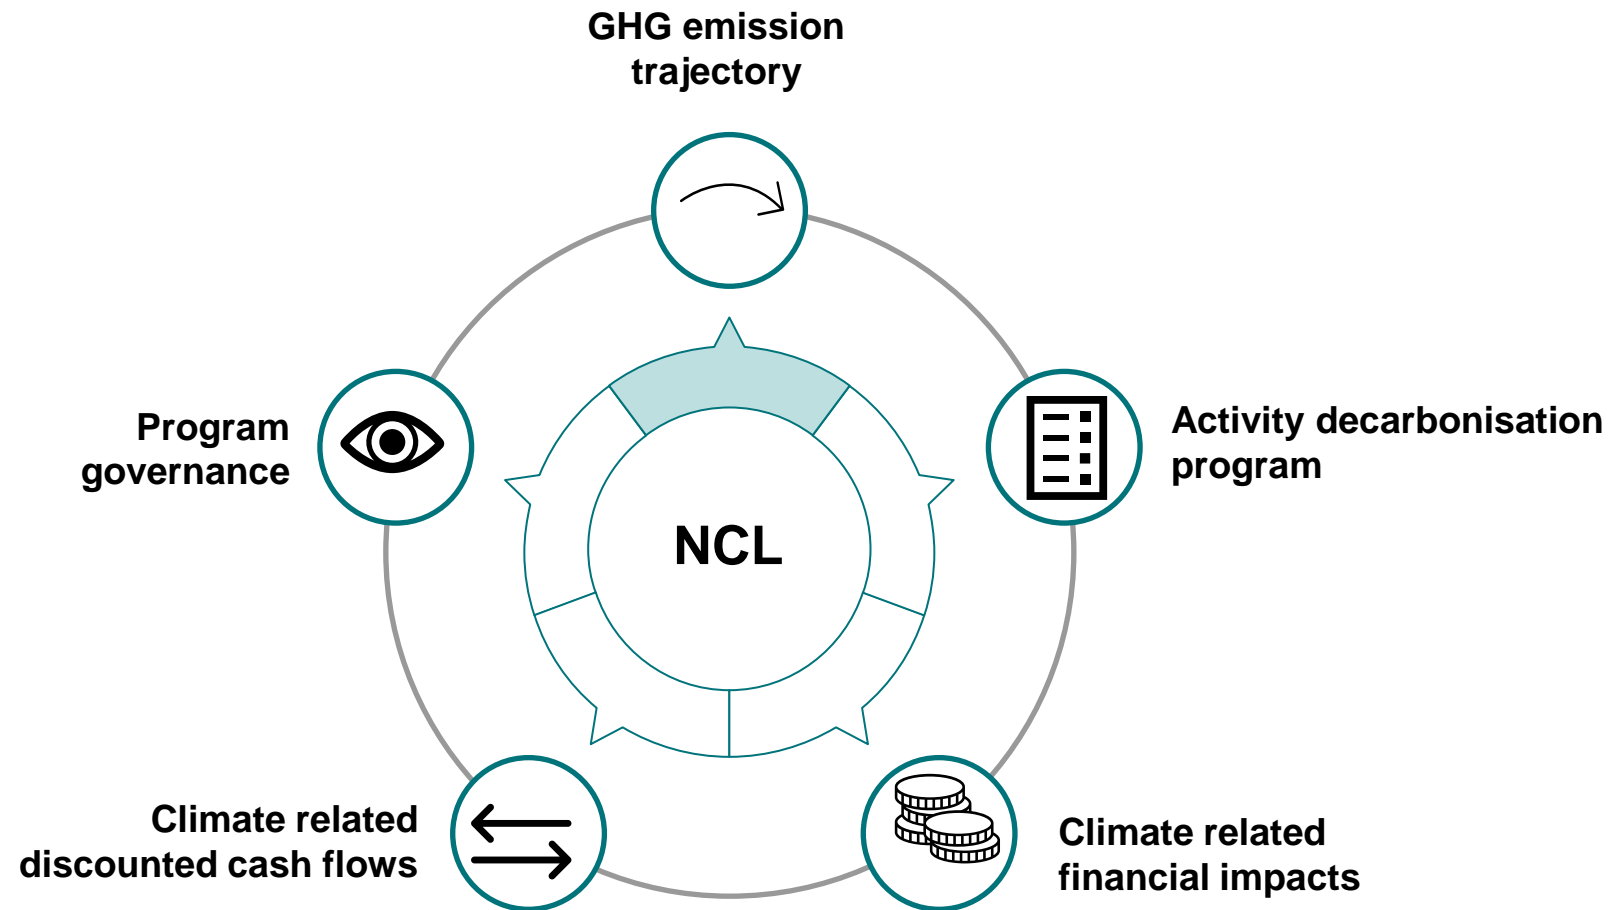 GHG emission
trajectory
Program
governance
Activity decarbonisation
program
NCL
Climate related
discounted cash flows
Climate related
financial impacts